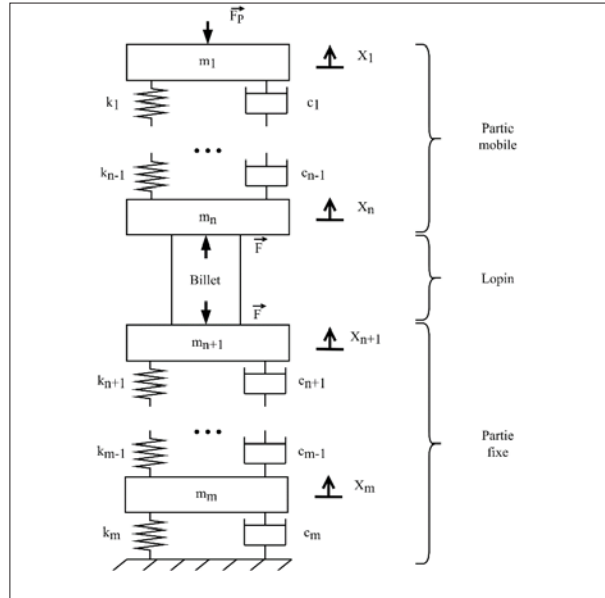 F_P
m_1
X_1
k_1
c_1
Partic
mobile
•••
k_n-1
c_n-1
m_n
X_n
F
Billet
Lopin
F
m_n+1
X_n+1
k_n+1
c_n+1
•••
Partie
fixe
k_m-1
c_m-1
m_m
X_m
k_m
c_m